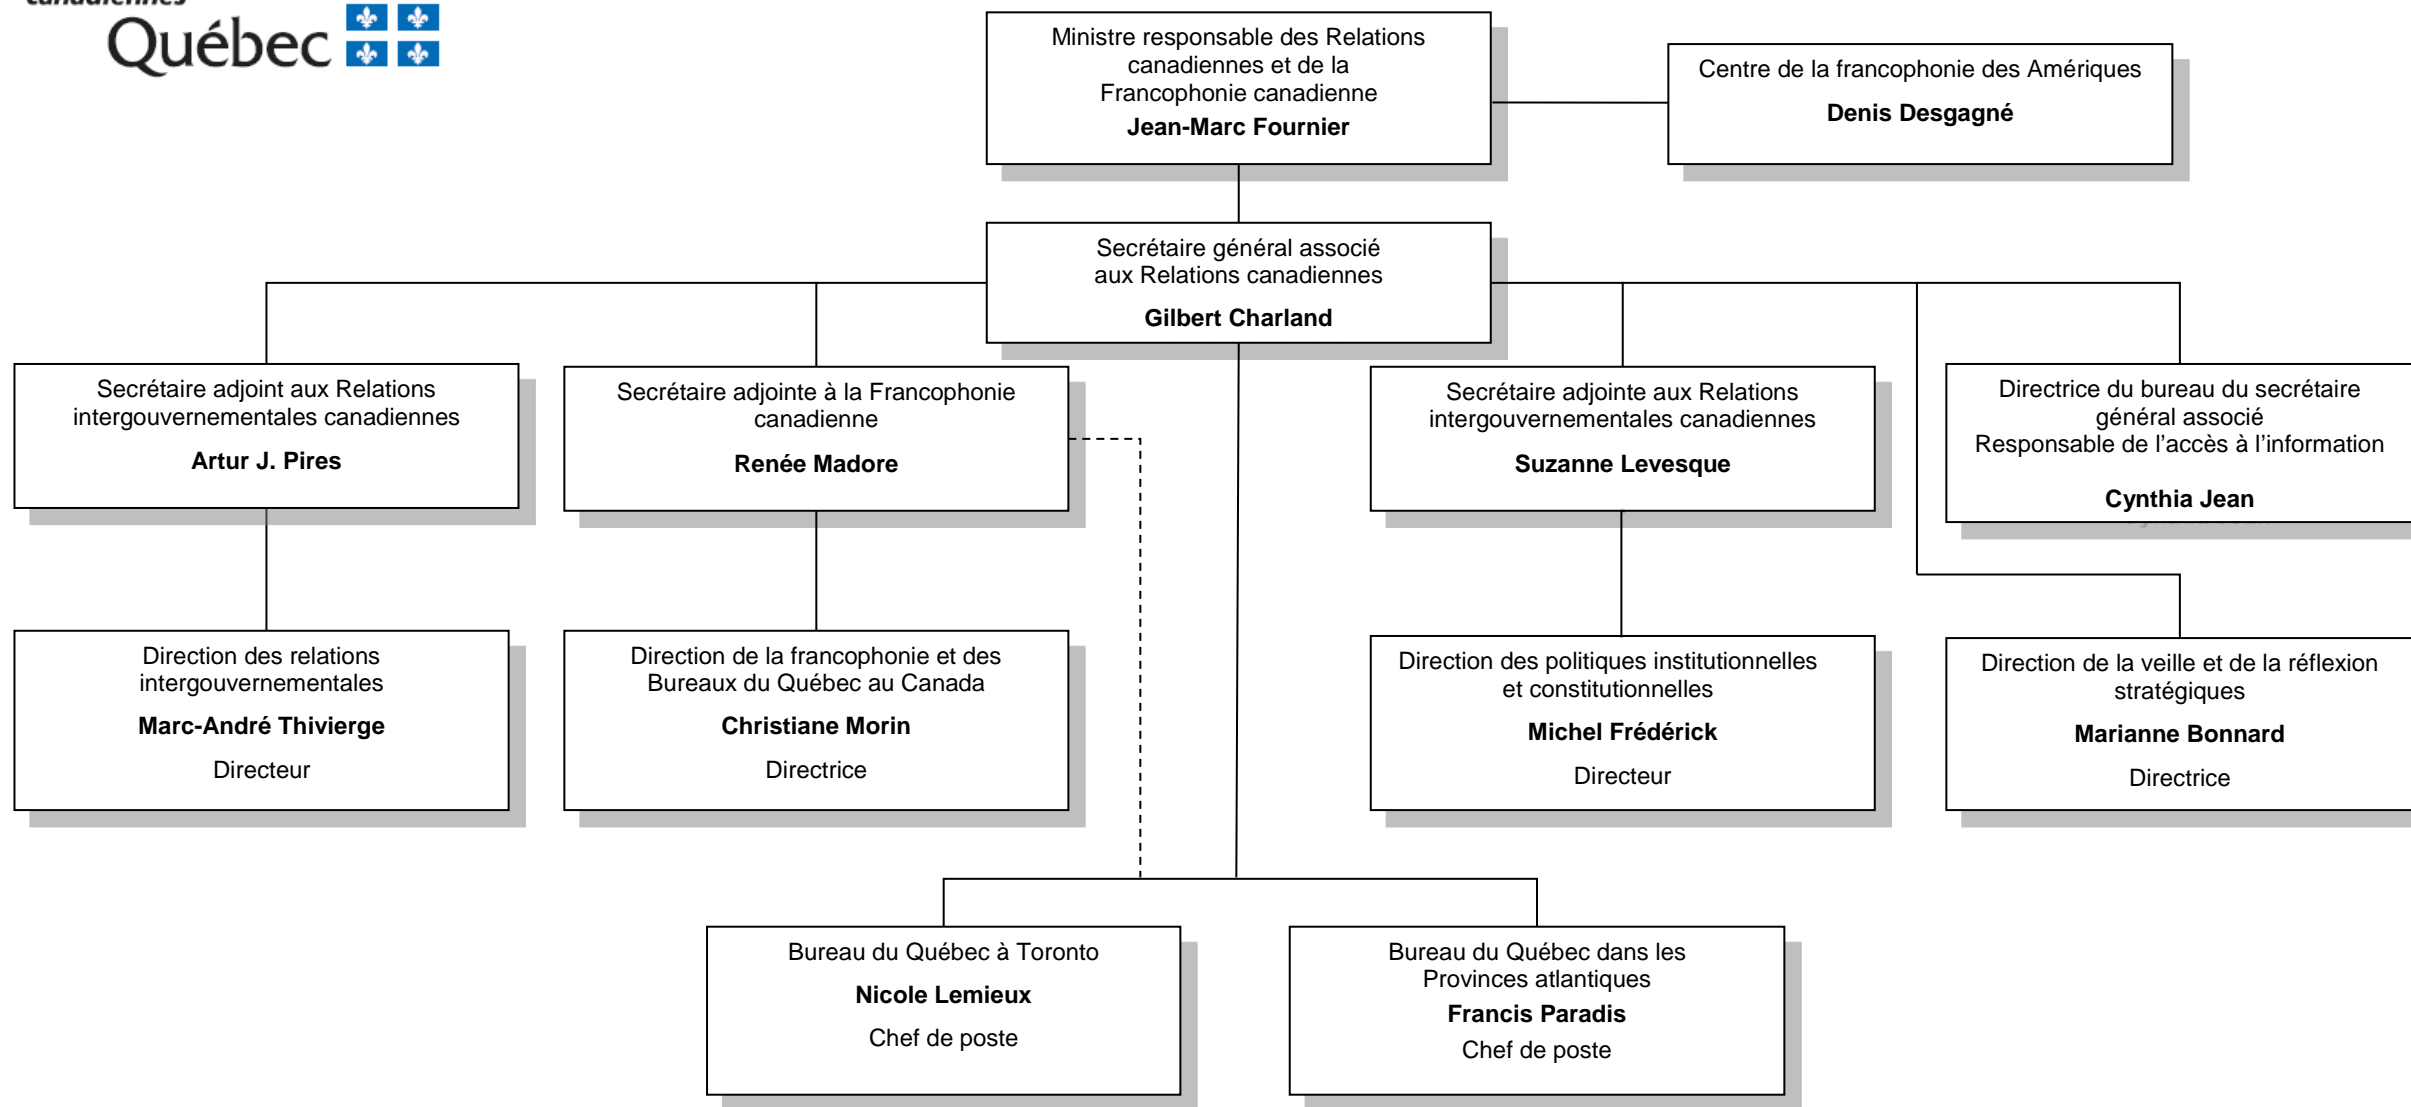 canadiennes
Québec
Ministre responsable des Relations
canadiennes et de la
Francophonie canadienne
Jean-Marc Fournier
Centre de la francophonie des Amériques
Denis Desgagné
Secrétaire général associé
aux Relations canadiennes
Gilbert Charland
Secrétaire adjoint aux Relations
intergouvernementales canadiennes
Artur J. Pires
Secrétaire adjointe à la Francophonie
canadienne
Renée Madore
Secrétaire adjointe aux Relations
intergouvernementales canadiennes
Suzanne Levesque
Directrice du bureau du secrétaire
général associé
Responsable de l’accès à l’information
Cynthia Jean
Direction des relations
intergouvernementales
Marc-André Thivierge
Directeur
Direction de la francophonie et des
Bureaux du Québec au Canada
Christiane Morin
Directrice
Direction des politiques institutionnelles
et constitutionnelles
Michel Frédérick
Directeur
Direction de la veille et de la réflexion
stratégiques
Marianne Bonnard
Directrice
Bureau du Québec à Toronto
Nicole Lemieux
Chef de poste
Bureau du Québec dans les
Provinces atlantiques
Francis Paradis
Chef de poste